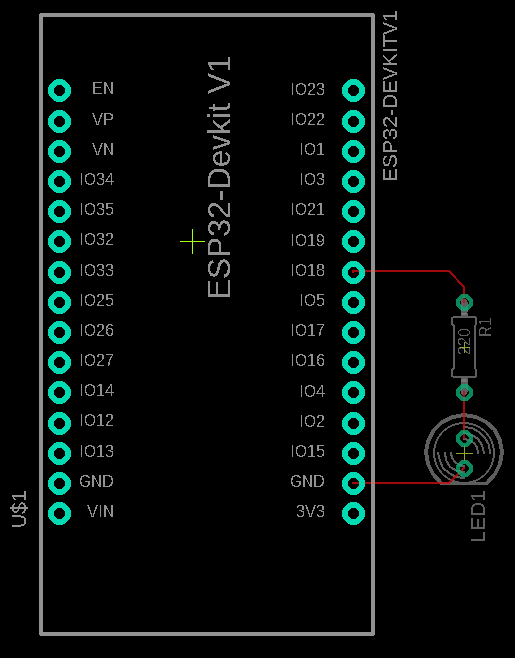 ESP32-DEVKITV1
ESP32-Devkit V1
EN
VP
VN
IO34
IO35
IO32
IO33
IO25
IO26
IO27
IO14
IO12
IO13
GND
VIN
IO23
IO22
IO1
IO3
IO21
IO19
IO18
IO5
IO17
IO16
IO4
IO2
IO15
GND
3V3
U$1
R1
220
LED1